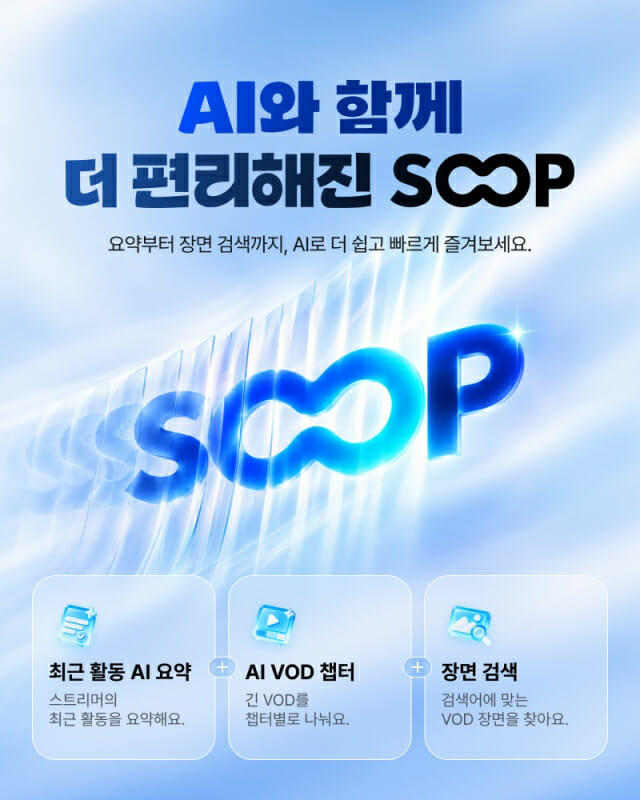 AI와 함께
더 편리해진 SOOP
요약부터 장면 검색까지, AI로 더 쉽고 빠르게 즐겨보세요.
SOOP
최근 활동 AI 요약
스트리머의
최근 활동을 요약해요.
+
AI VOD 챕터
긴 VOD를
챕터별로 나눠요.
+
장면 검색
검색어에 맞는
VOD 장면을 찾아요.